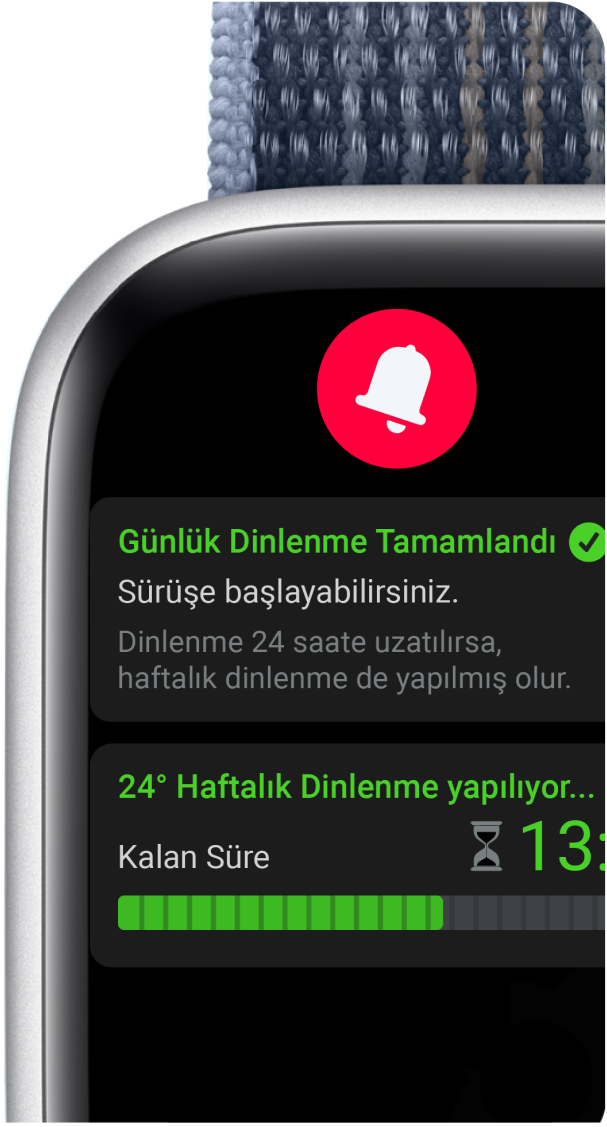 Günlük Dinlenme Tamamlandı
Sürüşe başlayabilirsiniz.
Dinlenme 24 saate uzatılırsa,
haftalık dinlenme de yapılmış olur.
24° Haftalık Dinlenme yapılıyor...
Kalan Süre 13: